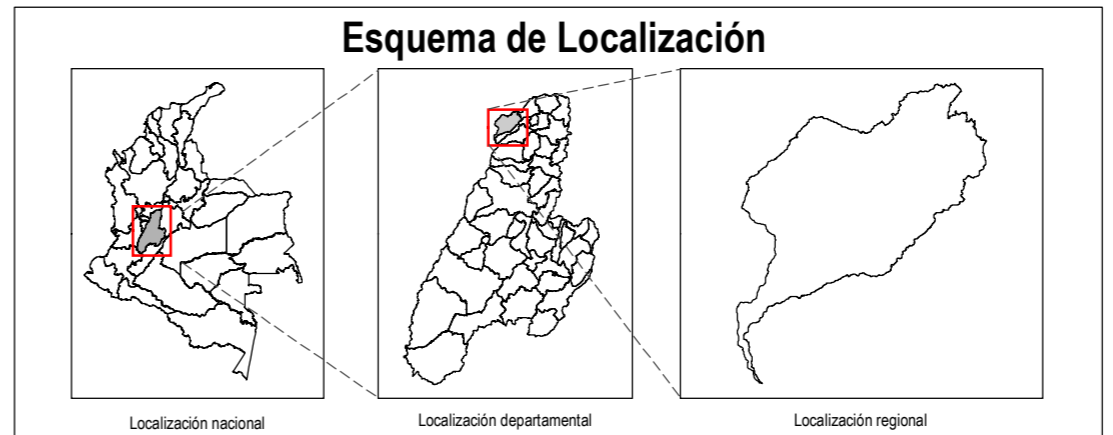 Esquema de Localización
Localización nacional
Localización departamental
Localización regional